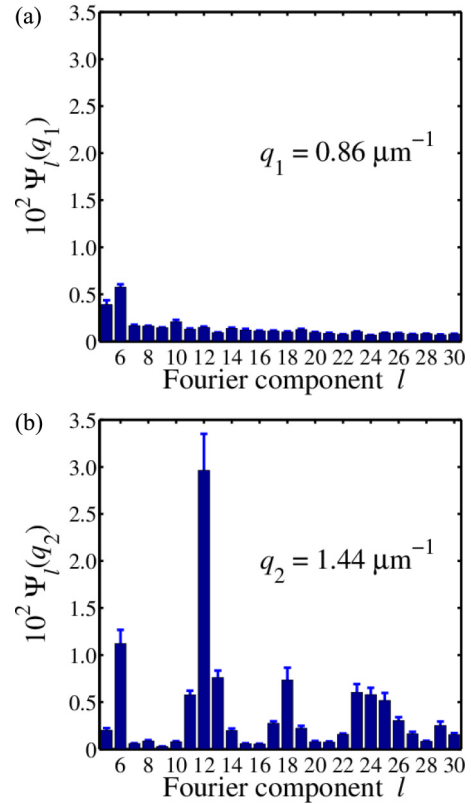 (a)
3.5
3.0
2.5
2.0
1.5
1.0
0.5
0
10² Ψₗ(q₁)
q₁ = 0.86 μm⁻¹
6 8 10 12 14 16 18 20 22 24 26 28 30
Fourier component l
(b)
3.5
3.0
2.5
2.0
1.5
1.0
0.5
0
10² Ψₗ(q₂)
q₂ = 1.44 μm⁻¹
6 8 10 12 14 16 18 20 22 24 26 28 30
Fourier component l